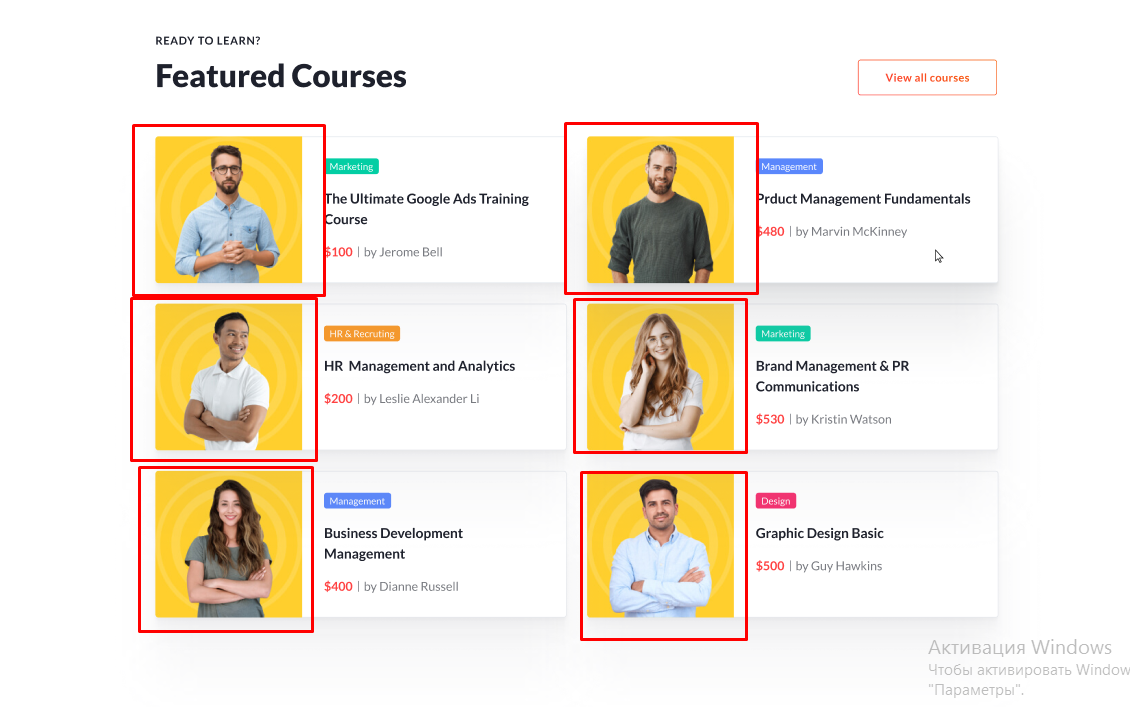 READY TO LEARN?
Featured Courses
View all courses
Marketing
The Ultimate Google Ads Training
Course
$100 | by Jerome Bell
Management
Prduct Management Fundamentals
$480 | by Marvin McKinney
HR & Recruting
HR Management and Analytics
$200 | by Leslie Alexander Li
Marketing
Brand Management & PR
Communications
$530 | by Kristin Watson
Management
Business Development
Management
$400 | by Dianne Russell
Design
Graphic Design Basic
$500 | by Guy Hawkins
Активация Windows
Чтобы активировать Window
"Параметры".